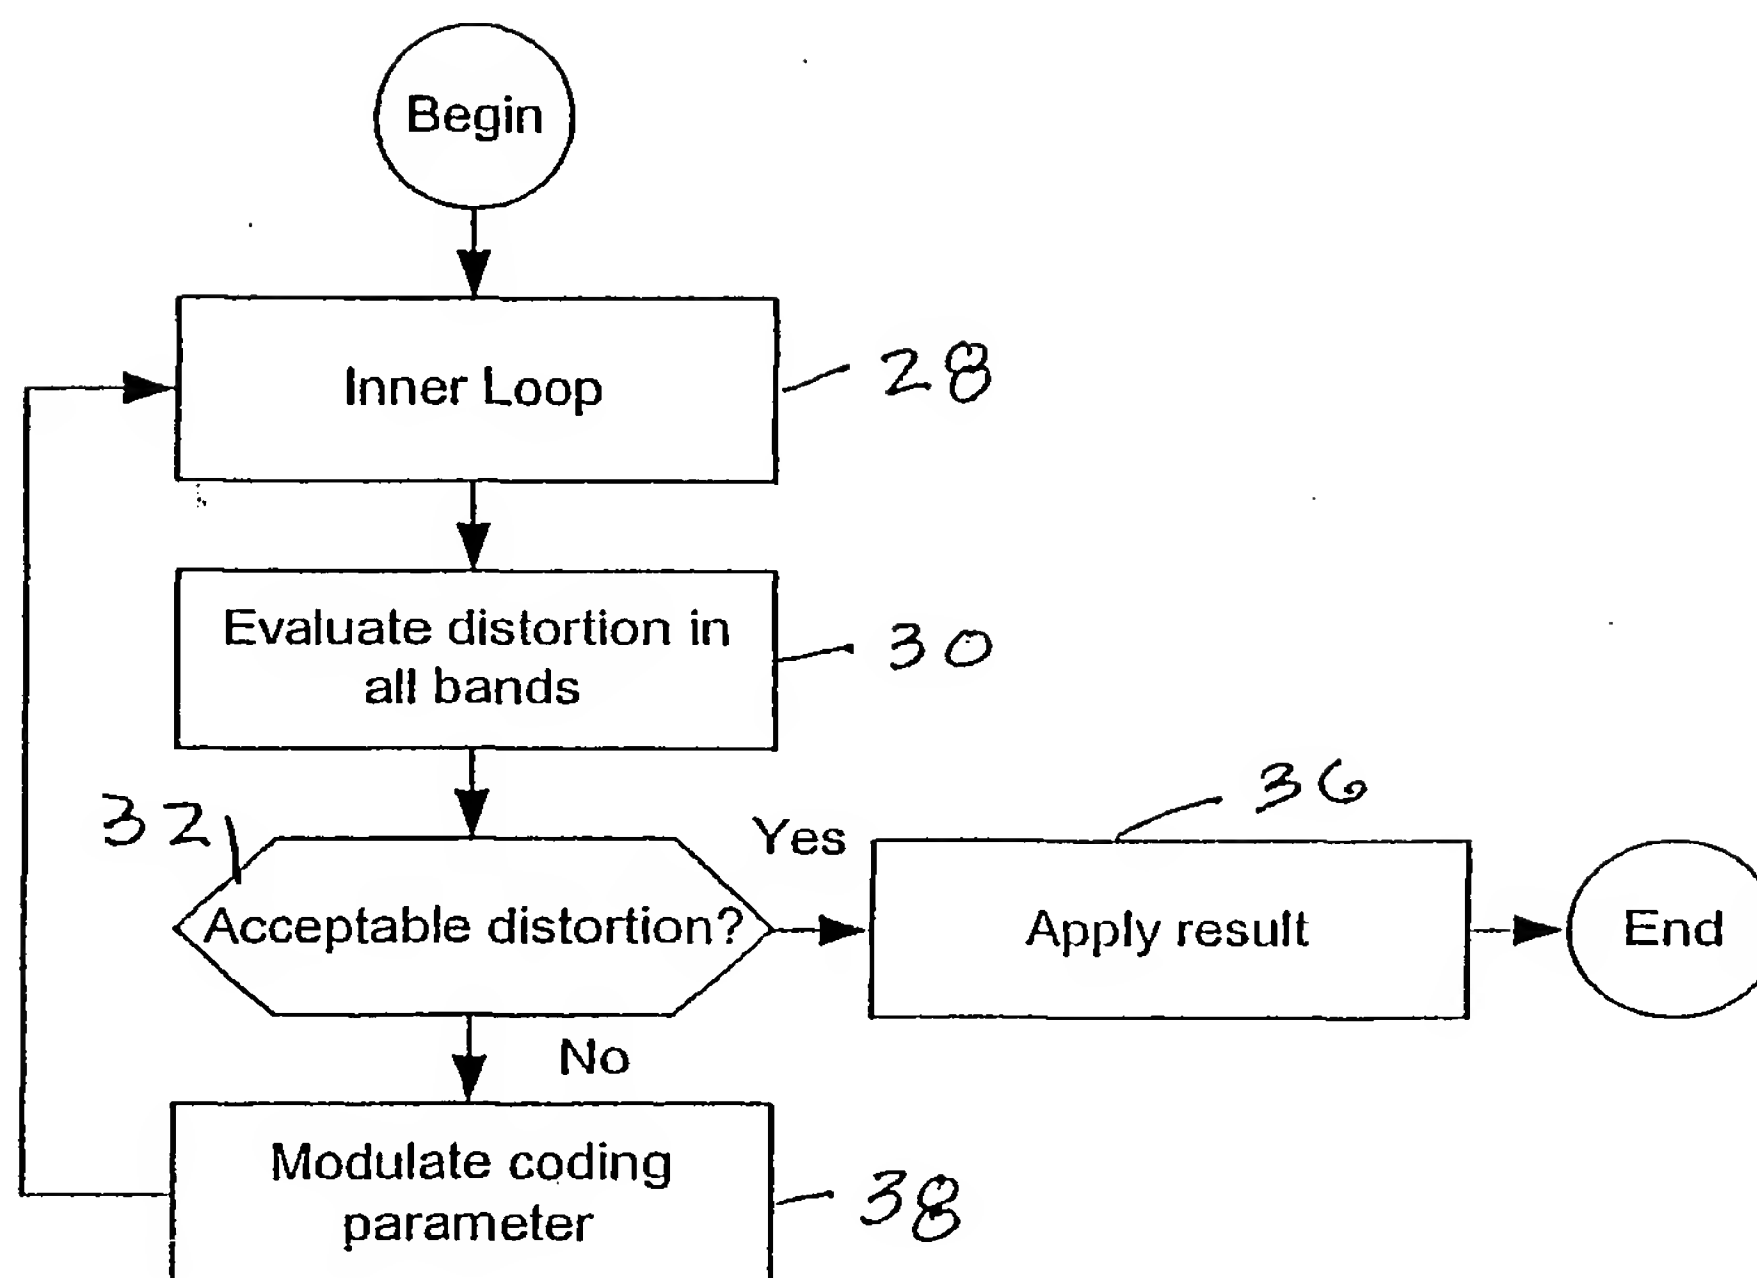 Begin
Inner Loop
28
Evaluate distortion in
all bands
30
32
Acceptable distortion?
Yes
36
Apply result
End
No
Modulate coding
parameter
38